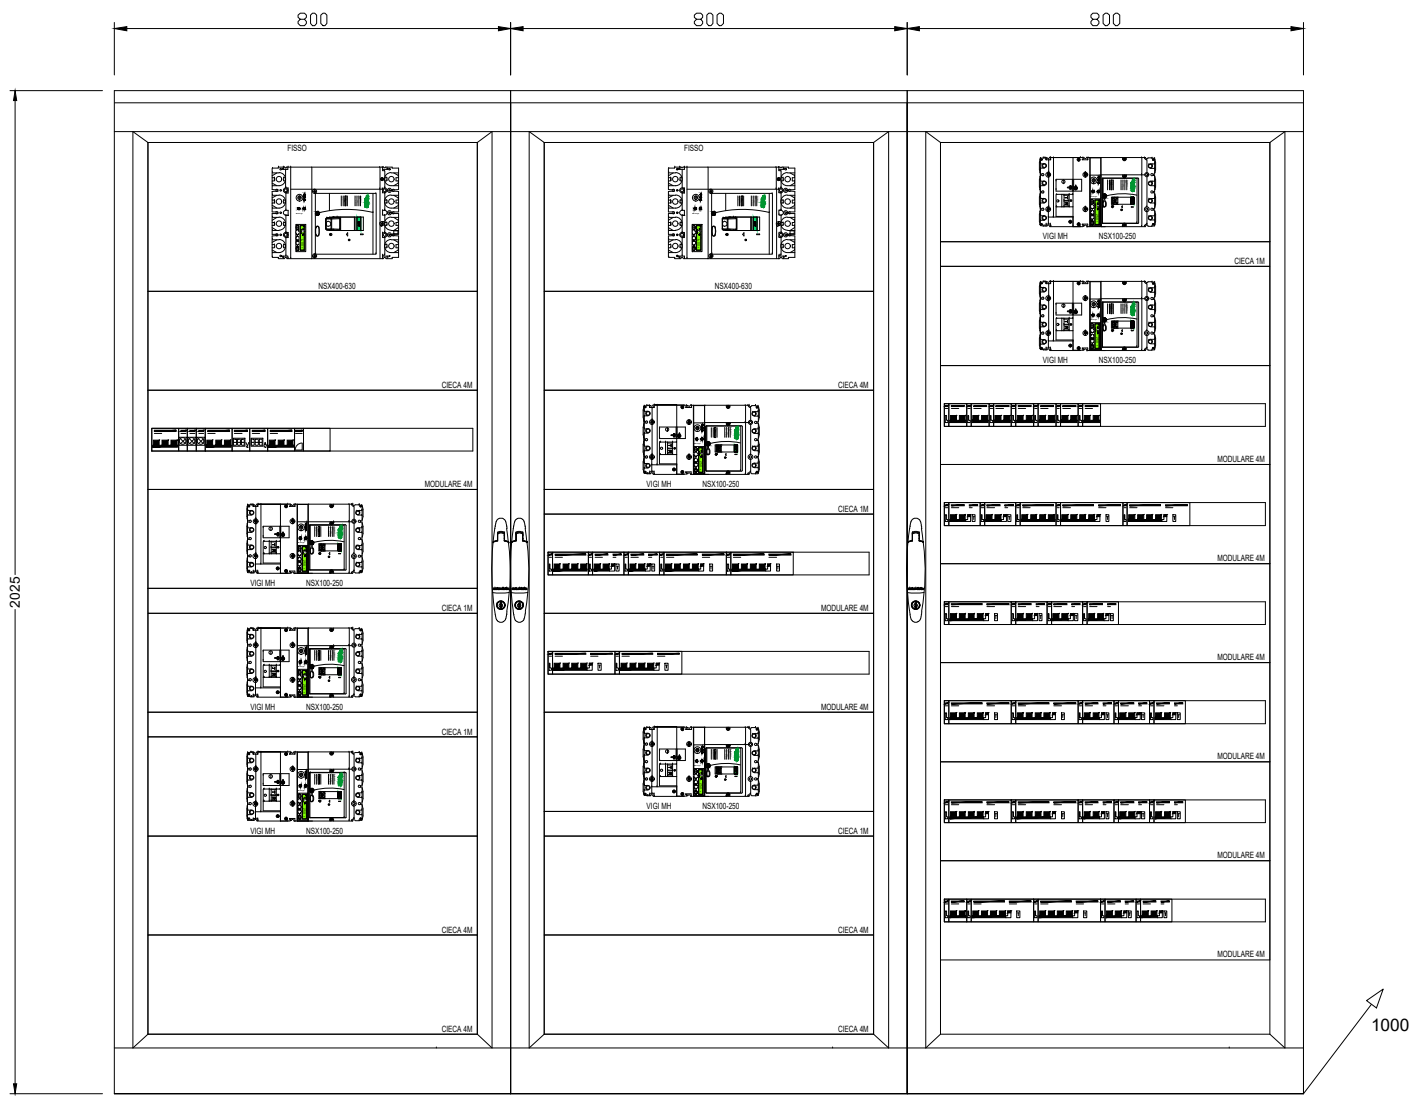 800
800
800
2025
FISSO
NSX400-630
CIECA 4M
MODULARE 4M
VIGI MH NSX100-250
CIECA 1M
VIGI MH NSX100-250
CIECA 1M
VIGI MH NSX100-250
CIECA 4M
CIECA 4M
FISSO
NSX400-630
CIECA 4M
VIGI MH NSX100-250
CIECA 1M
MODULARE 4M
MODULARE 4M
VIGI MH NSX100-250
CIECA 1M
CIECA 4M
CIECA 4M
VIGI MH NSX100-250
CIECA 1M
VIGI MH NSX100-250
MODULARE 4M
MODULARE 4M
MODULARE 4M
MODULARE 4M
MODULARE 4M
MODULARE 4M
1000